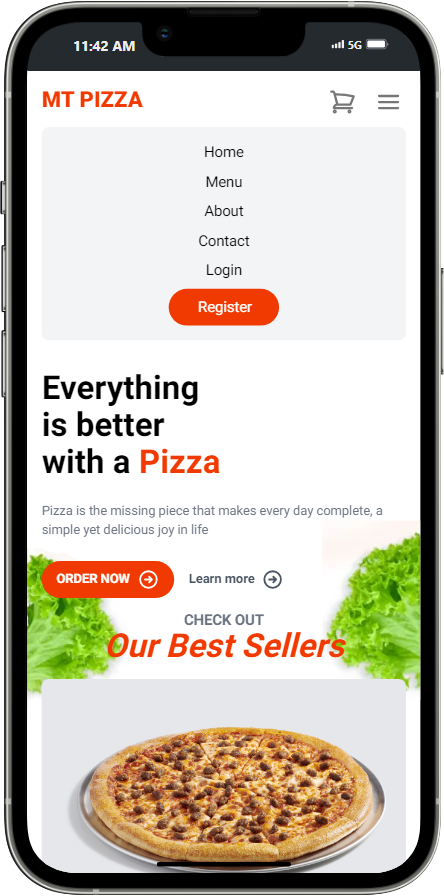 11:42 AM 5G
MT PIZZA
Home
Menu
About
Contact
Login
Register
Everything
is better
with a Pizza
Pizza is the missing piece that makes every day complete, a
simple yet delicious joy in life
ORDER NOW Learn more
CHECK OUT
Our Best Sellers